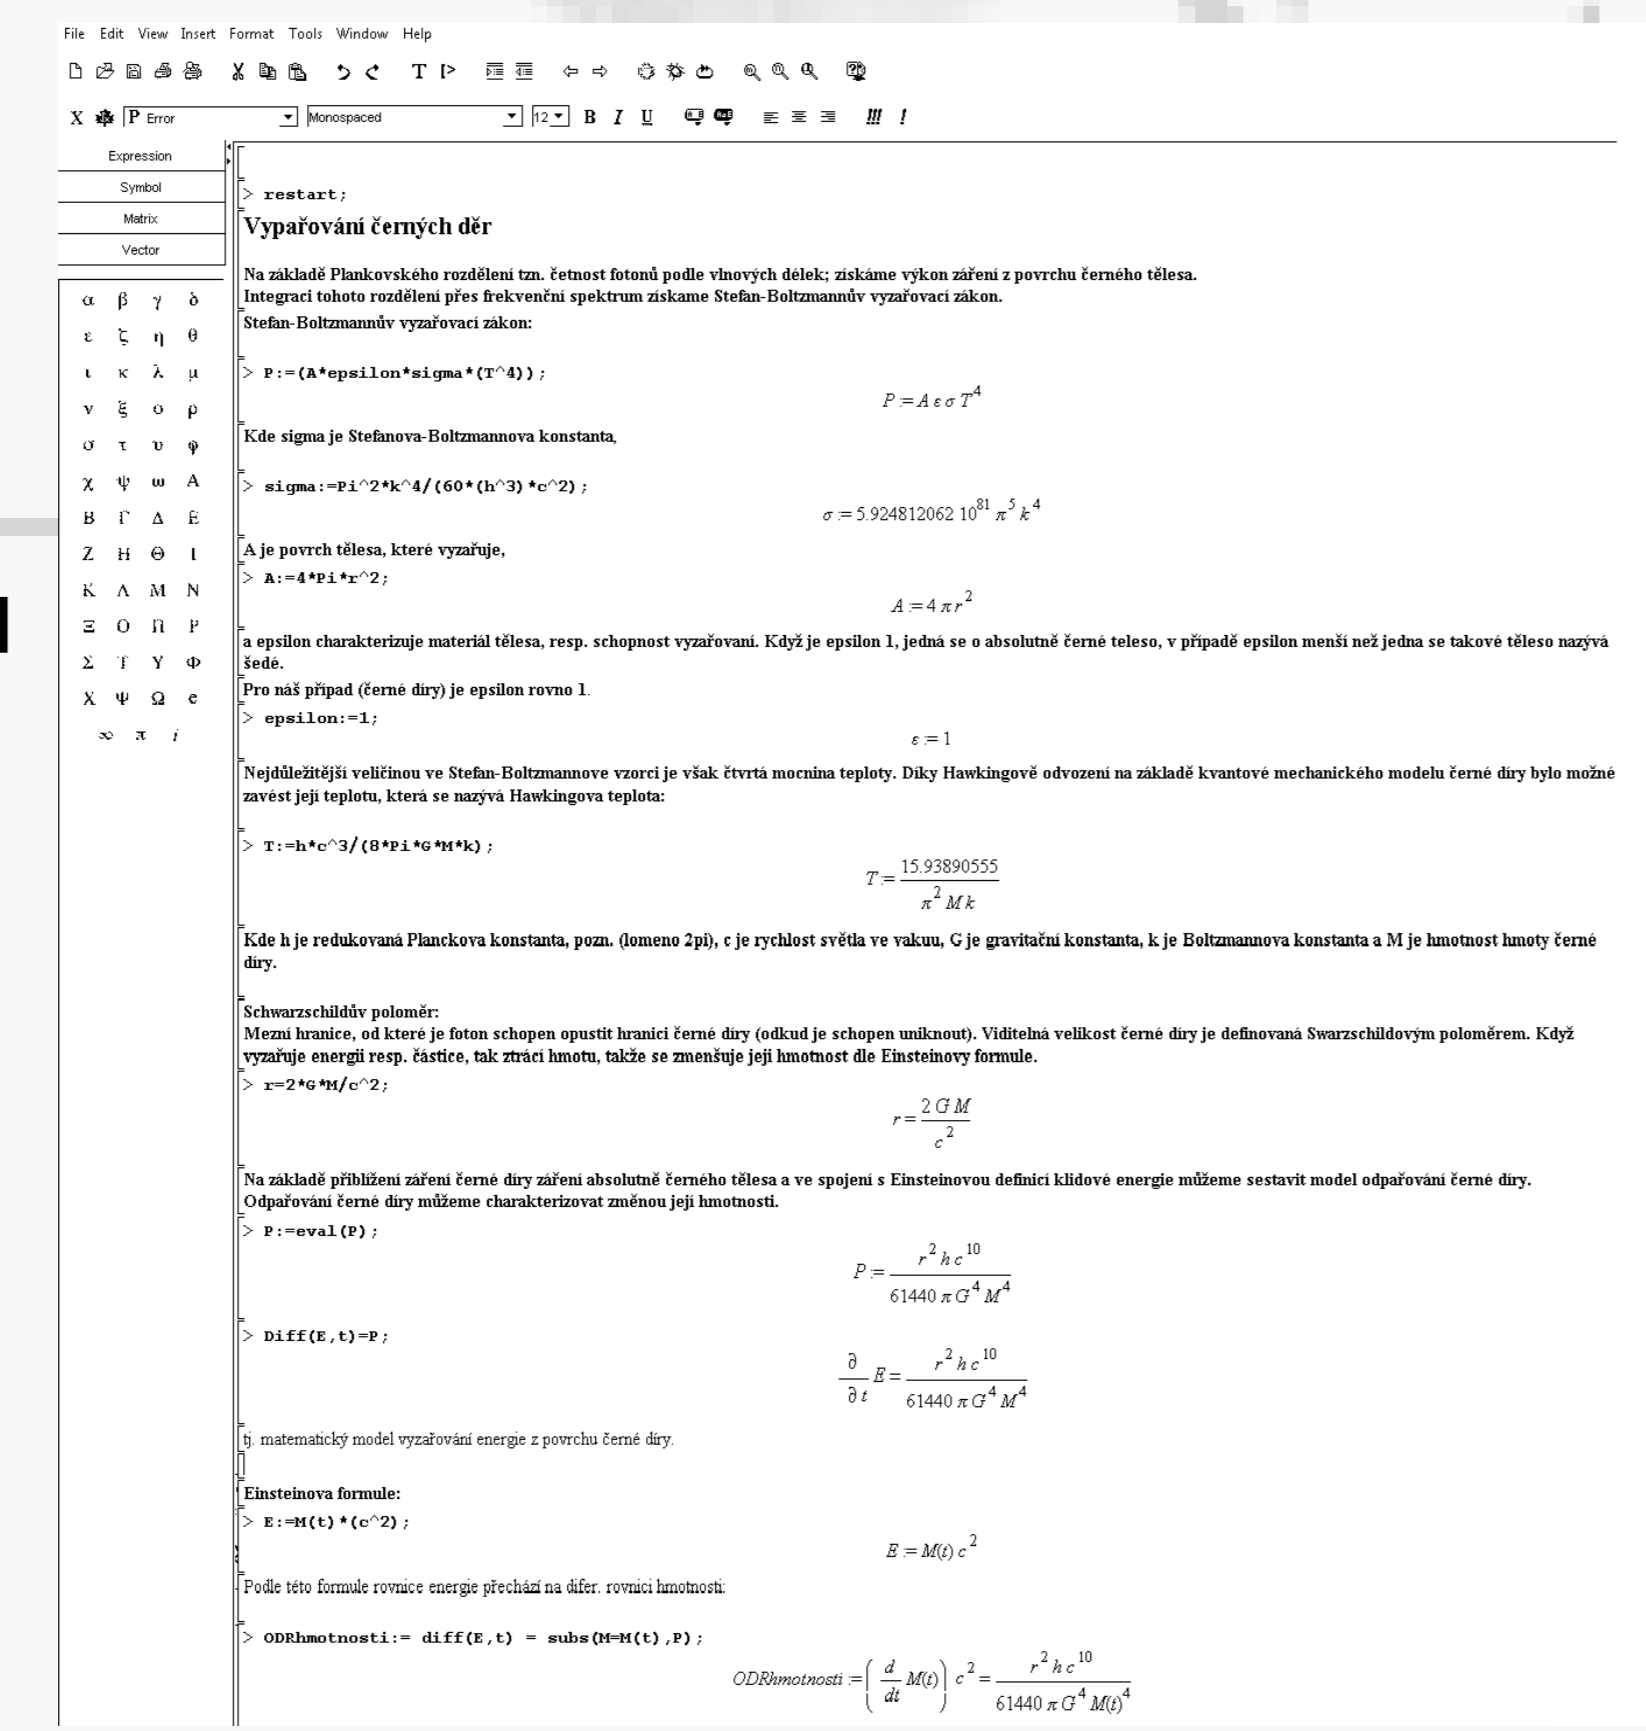 File Edit View Insert Format Tools Window Help
X P Error Monospaced 12 B I U !!! !
Expression
Symbol
Matrix
Vector
α β γ δ
ε ζ η θ
ι κ λ μ
ν ξ ο ρ
σ τ υ φ
χ ψ ω Α
Β Γ Δ Ε
Ζ Η Θ Ι
Κ Λ Μ Ν
Ξ Ο Π Ρ
Σ Τ Υ Φ
Χ Ψ Ω e
∞ π i
> restart;
Vypařování černých děr
Na základě Plankovského rozdělení tzn. četnost fotonů podle vlnových délek; získáme výkon záření z povrchu černého tělesa.
Integraci tohoto rozdělení přes frekvenční spektrum získame Stefan-Boltzmannův vyzařovací zákon.
Stefan-Boltzmannův vyzařovací zákon:
> P:=(A*epsilon*sigma*(T^4));
P := A ε σ T^4
Kde sigma je Stefanova-Boltzmannova konstanta,
> sigma:=Pi^2*k^4/(60*(h^3)*c^2);
σ := 5.924812062 10^81 π^5 k^4
A je povrch tělesa, které vyzařuje,
> A:=4*Pi*r^2;
A := 4 π r^2
a epsilon charakterizuje materiál tělesa, resp. schopnost vyzařovaní. Když je epsilon 1, jedná se o absolutně černé teleso, v případě epsilon menší než jedna se takové těleso nazývá
šedé.
Pro náš případ (černé díry) je epsilon rovno 1.
> epsilon:=1;
ε := 1
Nejdůležitější veličinou ve Stefan-Boltzmannove vzorci je však čtvrtá mocnina teploty. Díky Hawkingově odvození na základě kvantové mechanického modelu černé díry bylo možné
zavést její teplotu, která se nazývá Hawkingova teplota:
> T:=h*c^3/(8*Pi*G*M*k);
T := 15.93890555 / (π^2 M k)
Kde h je redukovaná Planckova konstanta, pozn. (lomeno 2pi), c je rychlost světla ve vakuu, G je gravitační konstanta, k je Boltzmannova konstanta a M je hmotnost hmoty černé
díry.
Schwarzschildův poloměr:
Mezní hranice, od které je foton schopen opustit hranici černé díry (odkud je schopen uniknout). Viditelná velikost černé díry je definovaná Swarzschildovým poloměrem. Když
vyzařuje energii resp. částice, tak ztrácí hmotu, takže se zmenšuje jeji hmotnost dle Einsteinovy formule.
> r=2*G*M/c^2;
r = 2 G M / c^2
Na základě přiblížení záření černé díry záření absolutně černého tělesa a ve spojení s Einsteinovou definicí klidové energie můžeme sestavit model odpařování černé díry.
Odpařování černé díry můžeme charakterizovat změnou její hmotnosti.
> P:=eval(P);
P := r^2 h c^10 / (61440 π G^4 M^4)
> Diff(E,t)=P;
∂/∂t E = r^2 h c^10 / (61440 π G^4 M^4)
tj. matematický model vyzařování energie z povrchu černé díry.
Einsteinova formule:
> E:=M(t)*(c^2);
E := M(t) c^2
Podle této formule rovnice energie přechází na difer. rovnici hmotnosti:
> ODRhmotnosti:= diff(E,t) = subs(M=M(t),P);
ODRhmotnosti := (d/dt M(t)) c^2 = r^2 h c^10 / (61440 π G^4 M(t)^4)